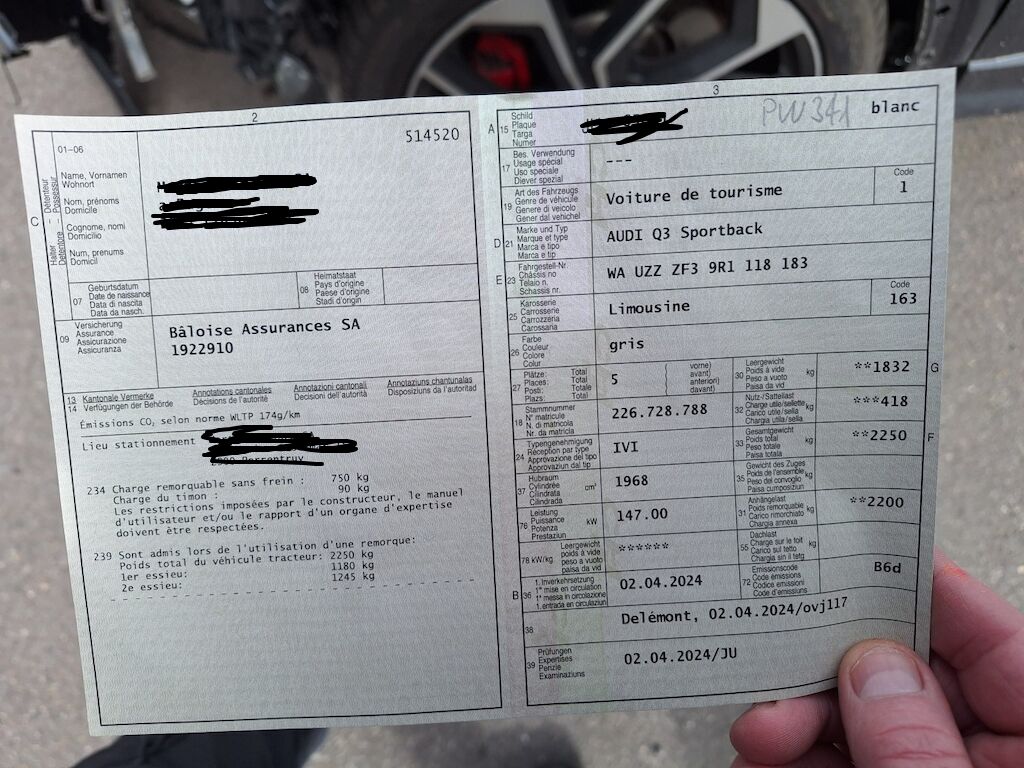 2
514520
01-06
Name, Vornamen
Wohnort
Nom, prénoms
Domicile
Cognome, nomi
Domicilio
Num, prenums
Domicil
C
Halter Détenteur
Detentore Possessur
07
Geburtsdatum
Date de naissance
Data di nascita
Data da nasch.
08
Heimatstaat
Pays d'origine
Paese d'origine
Stadi d'origin
09
Versicherung
Assurance
Assicurazione
Assicuranza
Bâloise Assurances SA
1922910
13
14
Kantonale Vermerke
Verfügungen der Behörde
Annotations cantonales
Décisions de l'autorité
Annotazioni cantonali
Decisioni dell'autorità
Annotaziuns chantunalas
Disposiziuns da l'autoritad
Émissions CO₂ selon norme WLTP 174g/km
Lieu stationnement
234 Charge remorquable sans frein : 750 kg
Charge du timon : 90 kg
Les restrictions imposées par le constructeur, le manuel
d'utilisateur et/ou le rapport d'un organe d'expertise
doivent être respectées.
239 Sont admis lors de l'utilisation d'une remorque:
Poids total du véhicule tracteur: 2250 kg
1er essieu: 1180 kg
2e essieu: 1245 kg
3
A 15
Schild
Plaque
Targa
Numer
PW 341
blanc
17
Bes. Verwendung
Usage spécial
Uso speciale
Diever spezial
---
19
Art des Fahrzeugs
Genre de véhicule
Genere di veicolo
Gener dal vehichel
Voiture de tourisme
Code
1
D 21
Marke und Typ
Marque et type
Marca e tipo
Marca e tip
AUDI Q3 Sportback
E 23
Fahrgestell-Nr
Châssis no
Telaio n.
Schassis nr.
WA UZZ ZF3 9R1 118 183
25
Karosserie
Carrosserie
Carrozzeria
Carossaria
Limousine
Code
163
26
Farbe
Couleur
Colore
Colur
gris
27
Plätze: Total
Places: Total
Posti: Totale
Plazs: Total
5
vorne)
avant)
anteriori)
davant)
30
Leergewicht
Poids à vide
Peso a vuoto
Paisa da vid
kg
**1832
G
18
Stammnummer
N° matricule
N. di matricola
Nr. da matricla
226.728.788
32
Nutz-/Sattellast
Charge utile/sellette
Carico utile/sella
Chargia utila/sella
kg
***418
24
Typengenehmigung
Réception par type
Approvazione del tipo
Approvaziun dal tip
IVI
33
Gesamtgewicht
Poids total
Peso totale
Paisa totala
kg
**2250
F
37
Hubraum
Cylindrée
Cilindrata
Cilindrada
cm³
1968
35
Gewicht des Zuges
Poids de l'ensemble
Peso del convoglio
Paisa cumposiziun
kg
76
Leistung
Puissance
Potenza
Prestaziun
kW
147.00
31
Anhängelast
Poids remorquable
Carico rimorchiato
Chargia annexa
kg
**2200
78 kW/kg
Leergewicht
poids à vide
peso a vuoto
paisa da vid
******
55
Dachlast
Charge sur le toit
Carico sul tetto
Chargia sin il tetg
kg
B 36
1. Inverkehrsetzung
1re mise en circulation
1a messa in circolazione
1. entrada en circulaziun
02.04.2024
72
Emissionscode
Code émissions
Codice emissioni
Code d'emissiuns
B6d
38
Delémont, 02.04.2024/ovj117
39
Prüfungen
Expertises
Perizie
Examinaziuns
02.04.2024/JU